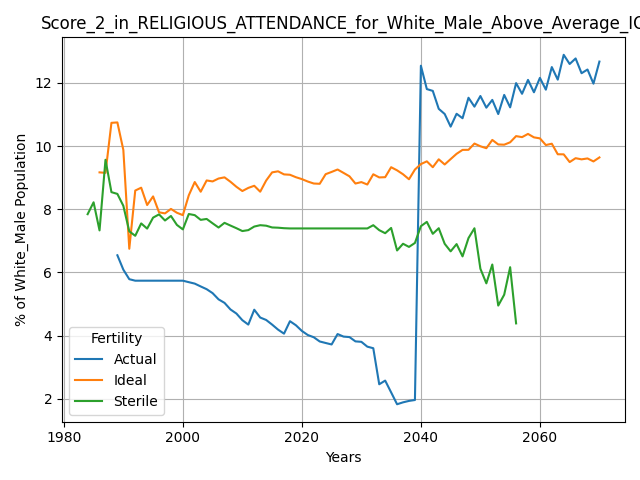 Score_2_in_RELIGIOUS_ATTENDANCE_for_White_Male_Above_Average_IC
% of White_Male Population
12
10
8
6
4
2
Fertility
Actual
Ideal
Sterile
1980 2000 2020 2040 2060
Years